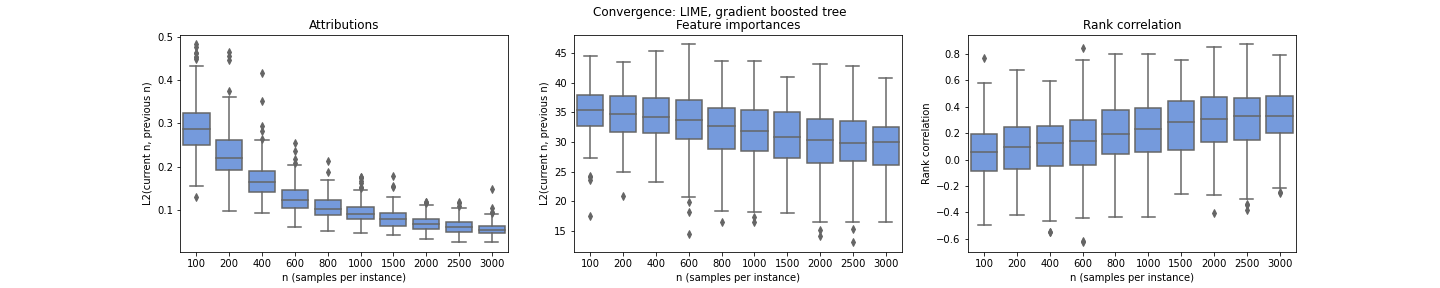 Convergence: LIME, gradient boosted tree
Attributions
L2(current n, previous n)
0.5
0.4
0.3
0.2
0.1
100 200 400 600 800 1000 1500 2000 2500 3000
n (samples per instance)
Feature importances
L2(current n, previous n)
45
40
35
30
25
20
15
100 200 400 600 800 1000 1500 2000 2500 3000
n (samples per instance)
Rank correlation
Rank correlation
0.8
0.6
0.4
0.2
0.0
−0.2
−0.4
−0.6
100 200 400 600 800 1000 1500 2000 2500 3000
n (samples per instance)